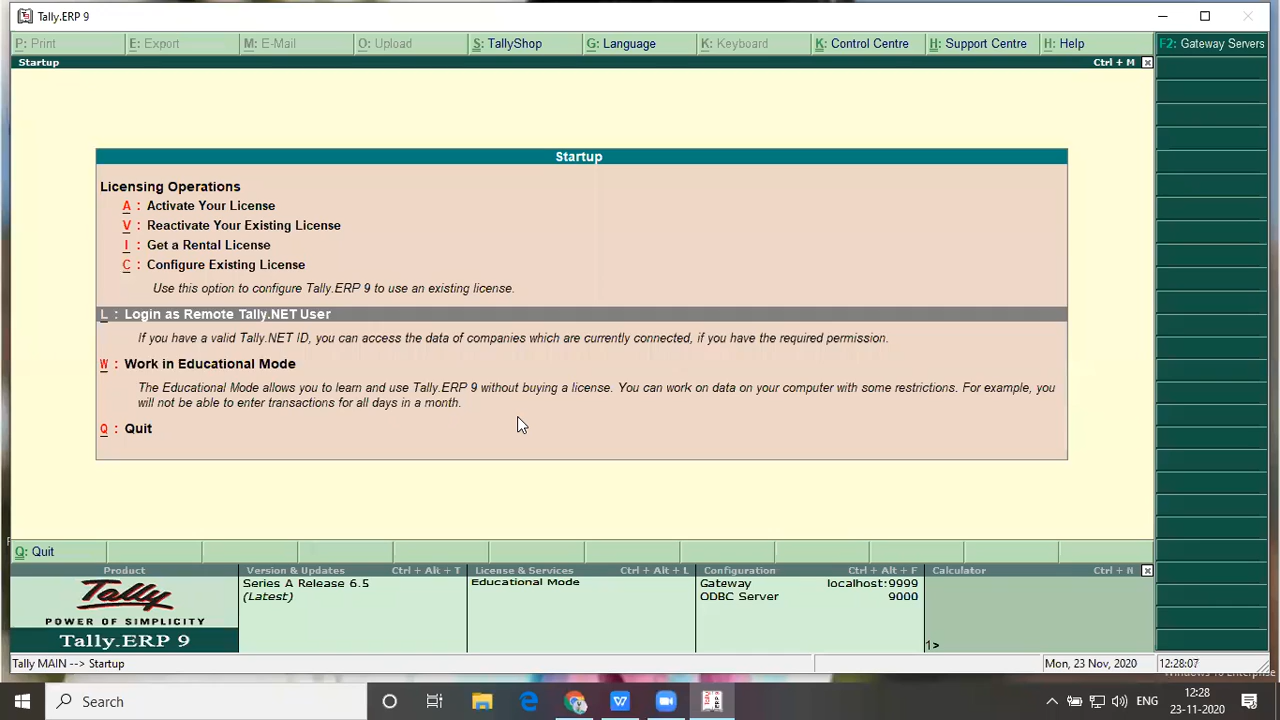 Tally.ERP 9
P: Print E: Export M: E-Mail O: Upload S: TallyShop G: Language K: Keyboard K: Control Centre H: Support Centre H: Help F2: Gateway Servers
Startup Ctrl + M
Startup
Licensing Operations
A : Activate Your License
V : Reactivate Your Existing License
I : Get a Rental License
C : Configure Existing License
Use this option to configure Tally.ERP 9 to use an existing license.
L : Login as Remote Tally.NET User
If you have a valid Tally.NET ID, you can access the data of companies which are currently connected, if you have the required permission.
W : Work in Educational Mode
The Educational Mode allows you to learn and use Tally.ERP 9 without buying a license. You can work on data on your computer with some restrictions. For example, you
will not be able to enter transactions for all days in a month.
Q : Quit
Q: Quit
Product Version & Updates Ctrl + Alt + T License & Services Ctrl + Alt + L Configuration Ctrl + Alt + F Calculator Ctrl + N
Tally
POWER OF SIMPLICITY
Tally.ERP 9
Series A Release 6.5
(Latest)
Educational Mode
Gateway localhost:9999
ODBC Server 9000
1>
Tally MAIN --> Startup Mon, 23 Nov, 2020 12:28:07
Search ENG 12:28
23-11-2020